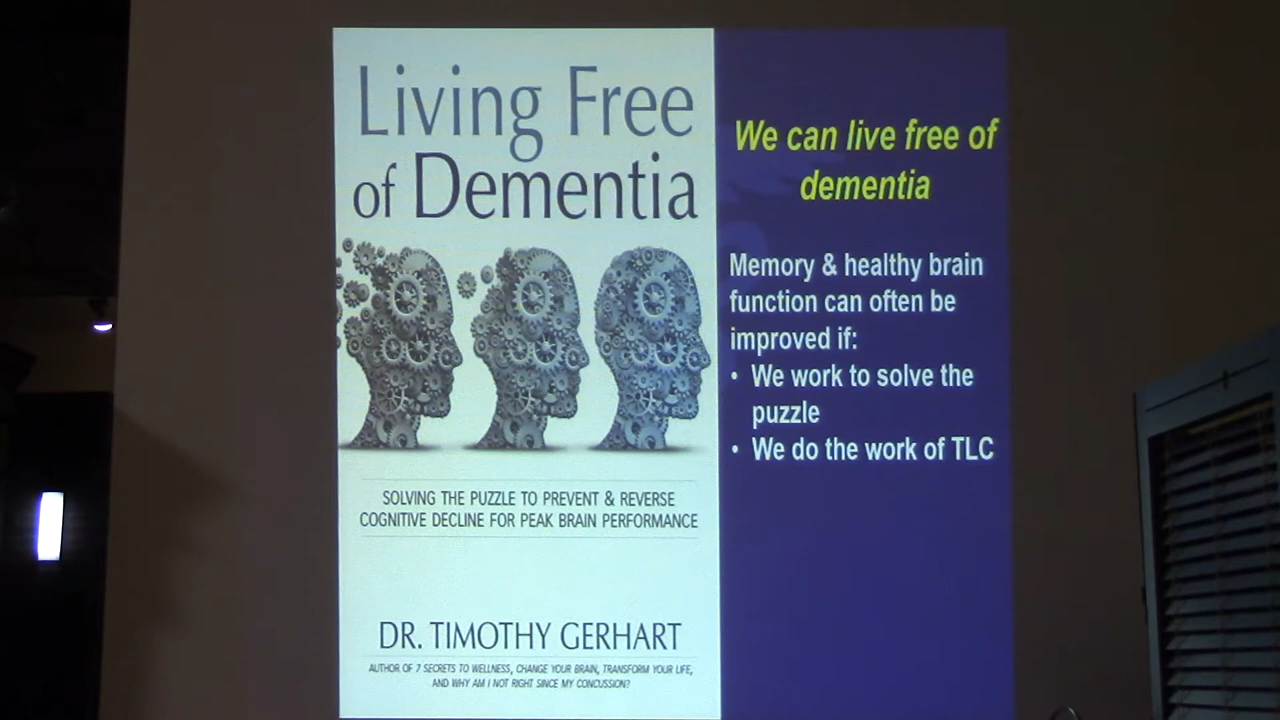 Living Free
of Dementia
SOLVING THE PUZZLE TO PREVENT & REVERSE
COGNITIVE DECLINE FOR PEAK BRAIN PERFORMANCE
DR. TIMOTHY GERHART
AUTHOR OF 7 SECRETS TO WELLNESS, CHANGE YOUR BRAIN, TRANSFORM YOUR LIFE,
AND WHY AM I NOT RIGHT SINCE MY CONCUSSION?
We can live free of
dementia
Memory & healthy brain
function can often be
improved if:
• We work to solve the
puzzle
• We do the work of TLC